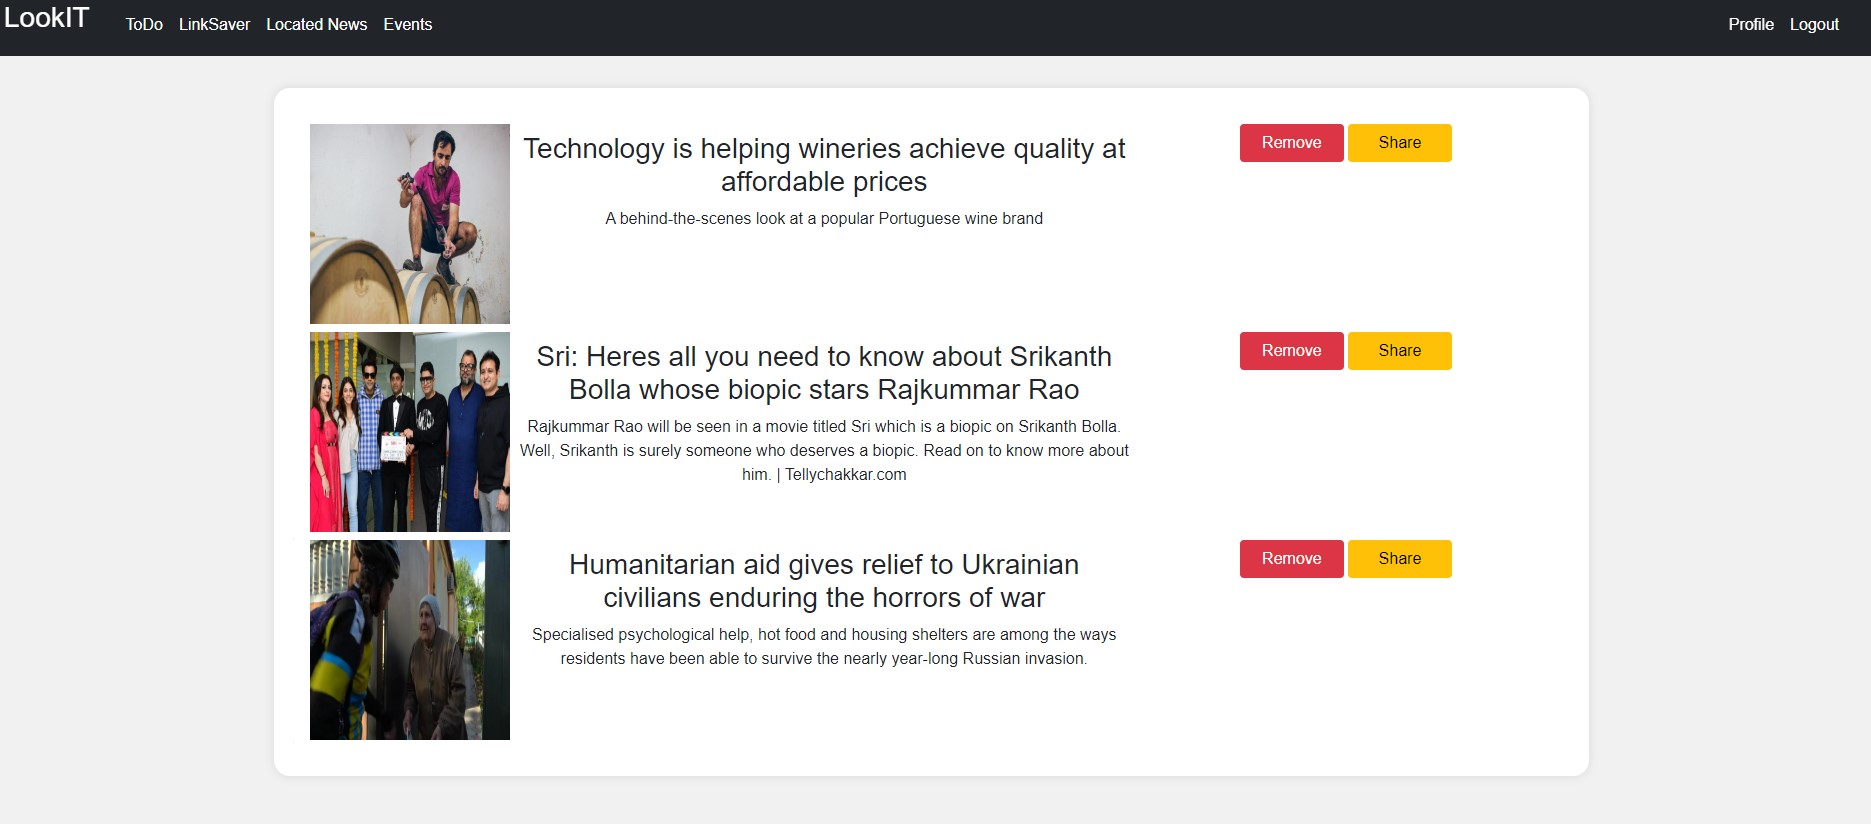 LookIT ToDo LinkSaver Located News Events Profile Logout
Technology is helping wineries achieve quality at
affordable prices
A behind-the-scenes look at a popular Portuguese wine brand
Remove Share
Sri: Heres all you need to know about Srikanth
Bolla whose biopic stars Rajkummar Rao
Rajkummar Rao will be seen in a movie titled Sri which is a biopic on Srikanth Bolla.
Well, Srikanth is surely someone who deserves a biopic. Read on to know more about
him. | Tellychakkar.com
Remove Share
Humanitarian aid gives relief to Ukrainian
civilians enduring the horrors of war
Specialised psychological help, hot food and housing shelters are among the ways
residents have been able to survive the nearly year-long Russian invasion.
Remove Share